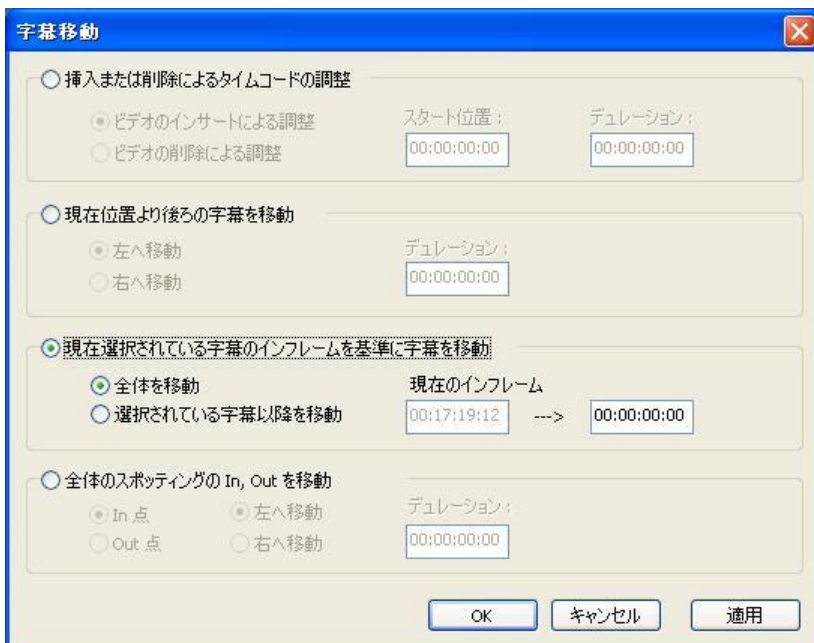 字幕移動
挿入または削除によるタイムコードの調整
ビデオのインサートによる調整
ビデオの削除による調整
スタート位置:
00:00:00:00
デュレーション:
00:00:00:00
現在位置より後ろの字幕を移動
左へ移動
右へ移動
デュレーション:
00:00:00:00
現在選択されている字幕のインフレームを基準に字幕を移動
全体を移動
選択されている字幕以降を移動
現在のインフレーム
00:17:19:12 ---> 00:00:00:00
全体のスポッティングの In, Out を移動
In 点 左へ移動
Out 点 右へ移動
デュレーション:
00:00:00:00
OK キャンセル 適用